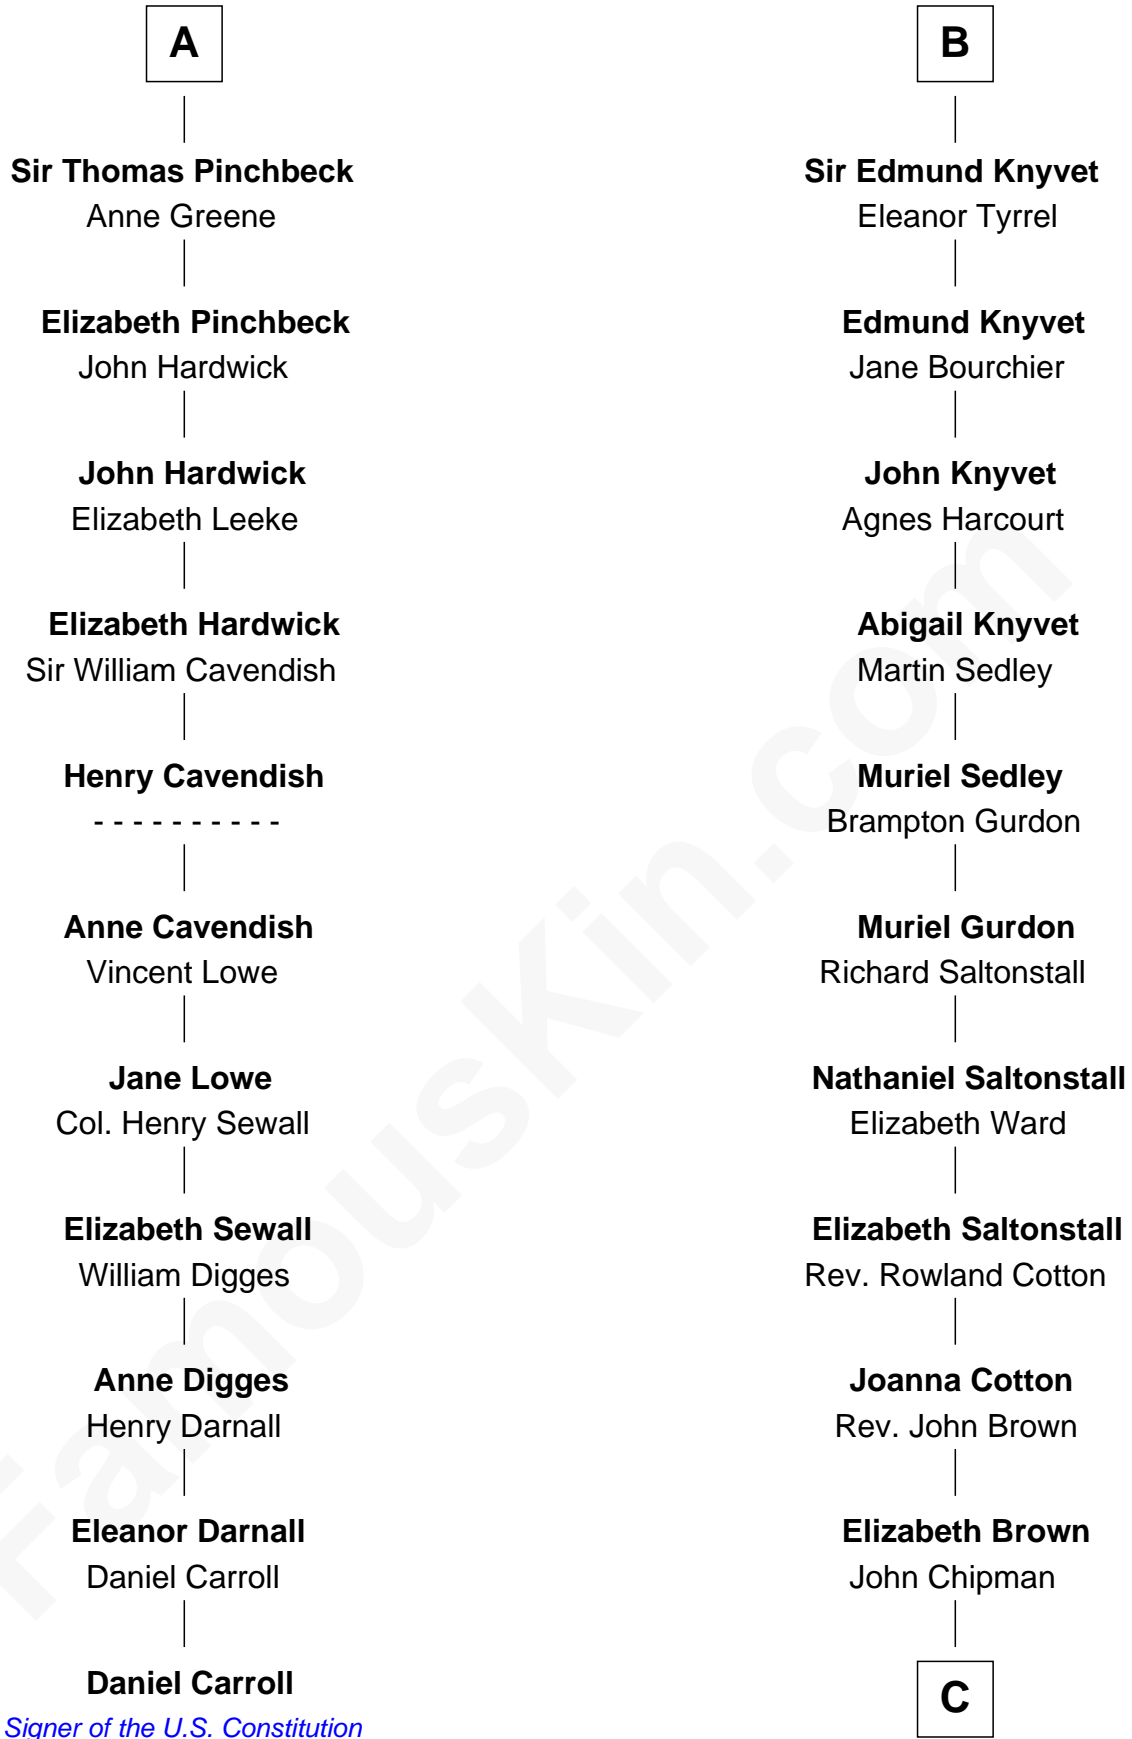 A
Sir Thomas Pinchbeck
Anne Greene
Elizabeth Pinchbeck
John Hardwick
John Hardwick
Elizabeth Leeke
Elizabeth Hardwick
Sir William Cavendish
Henry Cavendish
- - - - - - - - - -
Anne Cavendish
Vincent Lowe
Jane Lowe
Col. Henry Sewall
Elizabeth Sewall
William Digges
Anne Digges
Henry Darnall
Eleanor Darnall
Daniel Carroll
Daniel Carroll
Signer of the U.S. Constitution
B
Sir Edmund Knyvet
Eleanor Tyrrel
Edmund Knyvet
Jane Bourchier
John Knyvet
Agnes Harcourt
Abigail Knyvet
Martin Sedley
Muriel Sedley
Brampton Gurdon
Muriel Gurdon
Richard Saltonstall
Nathaniel Saltonstall
Elizabeth Ward
Elizabeth Saltonstall
Rev. Rowland Cotton
Joanna Cotton
Rev. John Brown
Elizabeth Brown
John Chipman
C
FamousKin.com